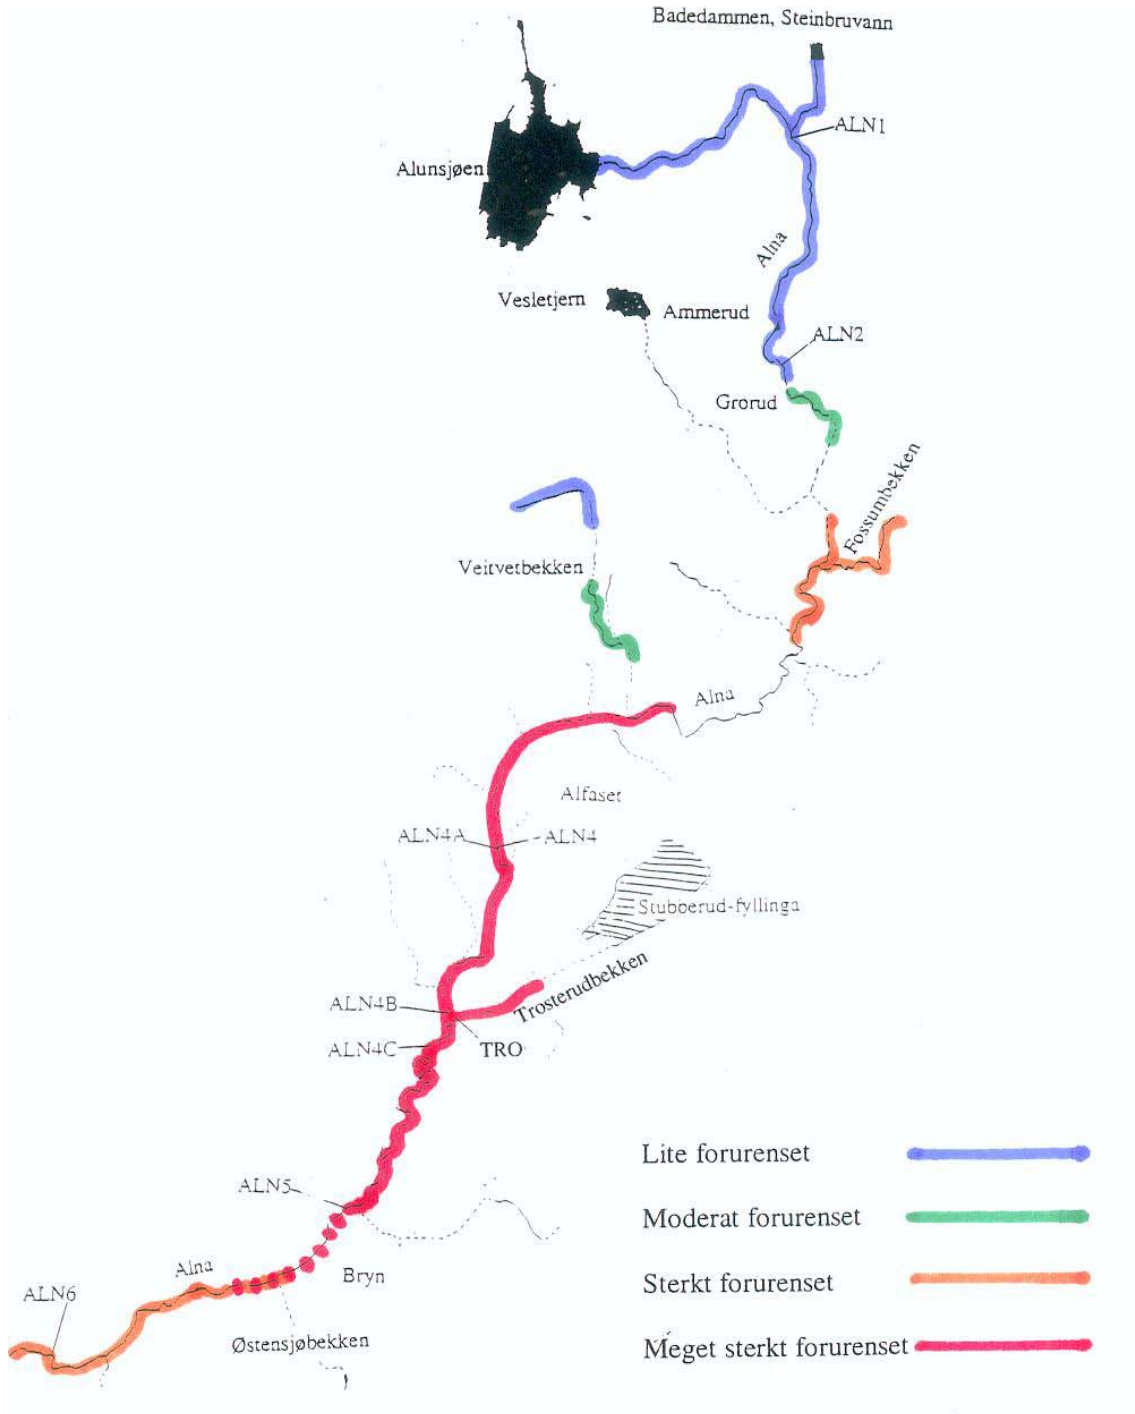 Badedammen, Steinbruvann
ALN1
Alunsjøen
Alna
Vesletjern
Ammerud
ALN2
Grorud
Fossumbekken
Veitvetbekken
Alna
Alfaset
ALN4A
ALN4
Stubberud-fyllinga
Trosterudbekken
ALN4B
ALN4C
TRO
Lite forurenset
ALN5
Moderat forurenset
Alna
Bryn
Sterkt forurenset
ALN6
Østensjøbekken
Meget sterkt forurenset